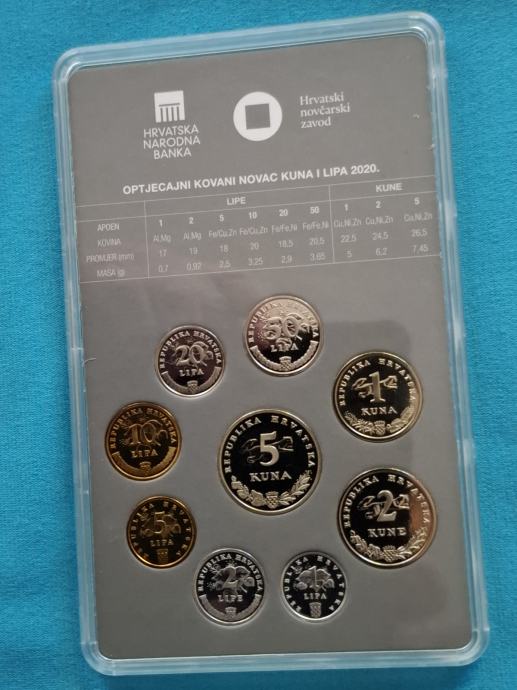 HRVATSKA
NARODNA
BANKA
Hrvatski
novčarski
zavod
OPTJECAJNI KOVANI NOVAC KUNA I LIPA 2020.
LIPE KUNE
APOEN 1 2 5 10 20 50 1 2 5
KOVINA Al,Mg Al,Mg Fe/Cu,Zn Fe/Cu,Zn Fe/Fe,Ni Fe/Fe,Ni Cu,Ni,Zn Cu,Ni,Zn Cu,Ni,Zn
PROMJER (mm) 17 19 18 20 18,5 20,5 22,5 24,5 26,5
MASA (g) 0,7 0,92 2,5 3,25 2,9 3,65 5 6,2 7,45
REPUBLIKA HRVATSKA
20
LIPA
REPUBLIKA HRVATSKA
50
LIPA
REPUBLIKA HRVATSKA
1
KUNA
REPUBLIKA HRVATSKA
10
LIPA
REPUBLIKA HRVATSKA
5
KUNA
REPUBLIKA HRVATSKA
2
KUNE
REPUBLIKA HRVATSKA
5
LIPA
REPUBLIKA HRVATSKA
2
LIPE
REPUBLIKA HRVATSKA
1
LIPA